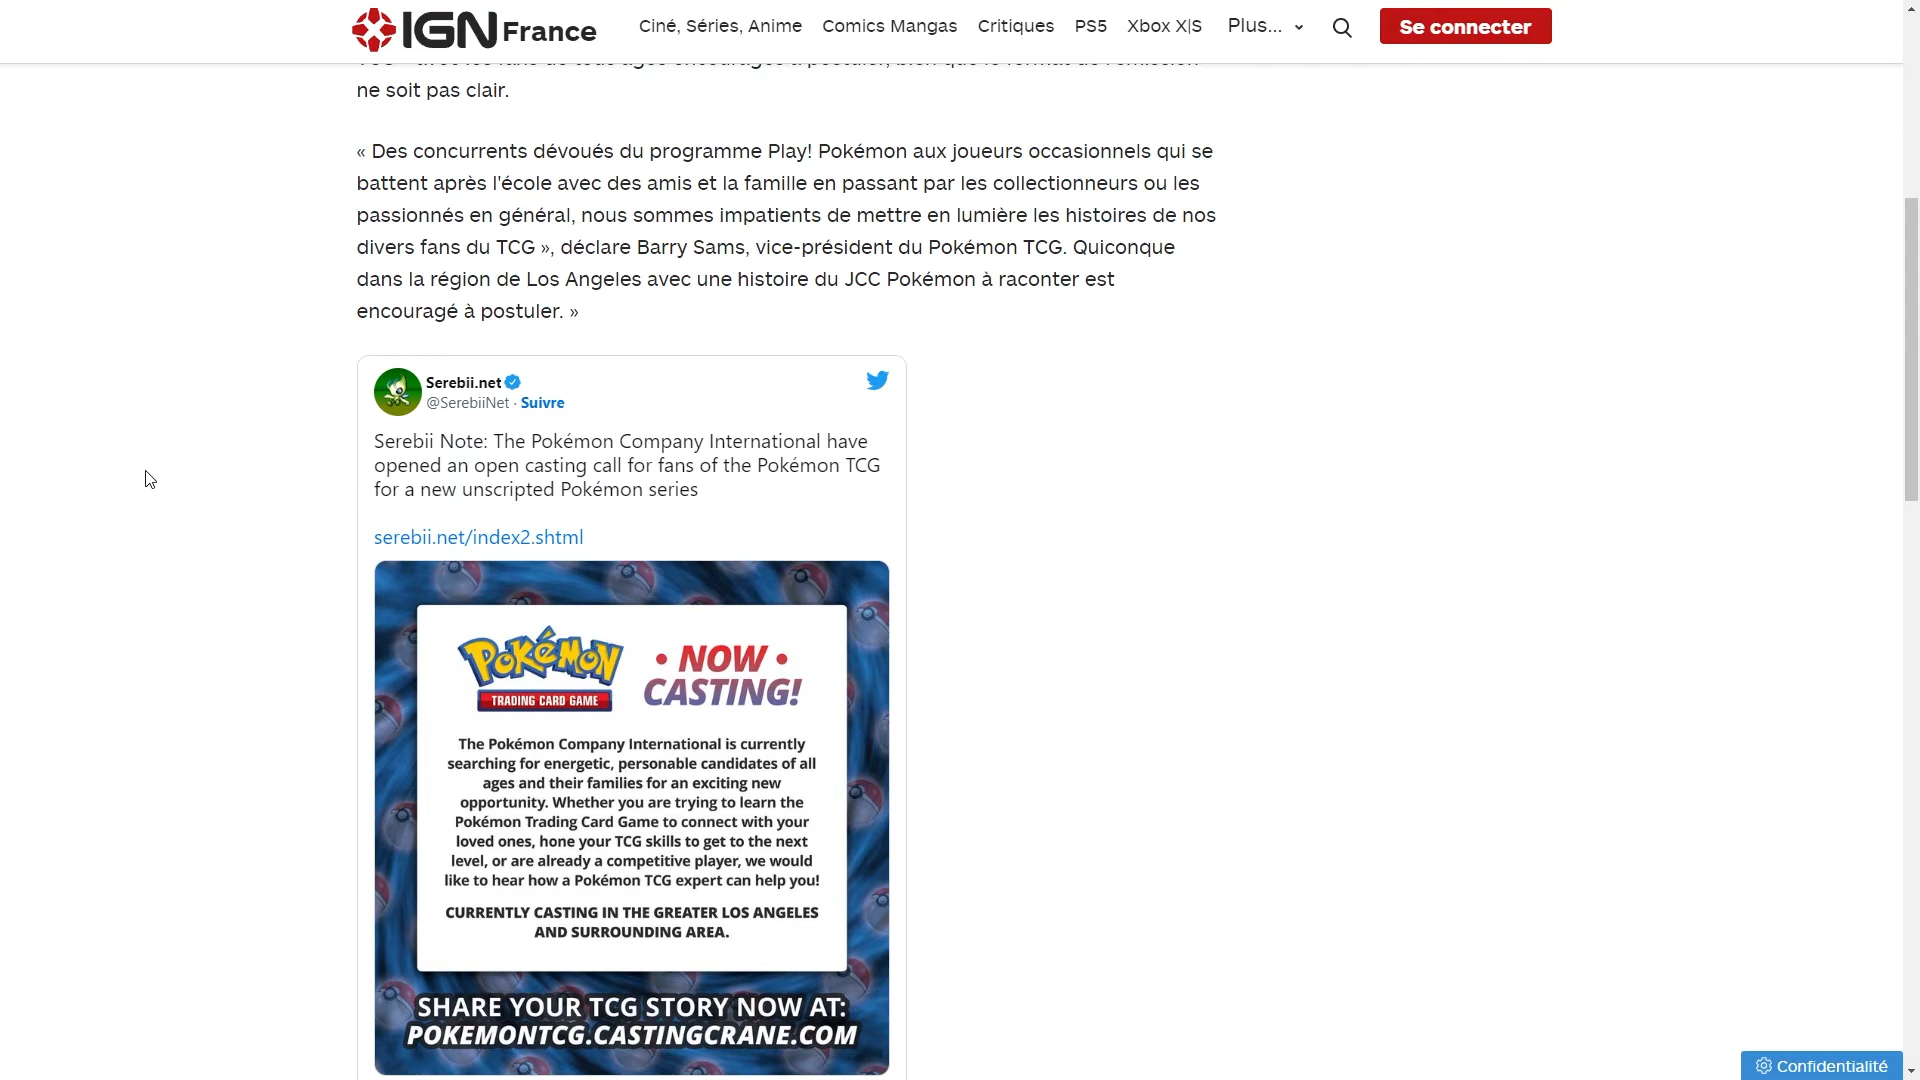 IGN France
Ciné, Séries, Anime
Comics Mangas
Critiques
PS5
Xbox X|S
Plus...
Se connecter
ne soit pas clair.
« Des concurrents dévoués du programme Play! Pokémon aux joueurs occasionnels qui se
battent après l'école avec des amis et la famille en passant par les collectionneurs ou les
passionnés en général, nous sommes impatients de mettre en lumière les histoires de nos
divers fans du TCG », déclare Barry Sams, vice-président du Pokémon TCG. Quiconque
dans la région de Los Angeles avec une histoire du JCC Pokémon à raconter est
encouragé à postuler. »
Serebii.net
@SerebiiNet · Suivre
Serebii Note: The Pokémon Company International have
opened an open casting call for fans of the Pokémon TCG
for a new unscripted Pokémon series
serebii.net/index2.shtml
POKéMON
TRADING CARD GAME
• NOW •
CASTING!
The Pokémon Company International is currently
searching for energetic, personable candidates of all
ages and their families for an exciting new
opportunity. Whether you are trying to learn the
Pokémon Trading Card Game to connect with your
loved ones, hone your TCG skills to get to the next
level, or are already a competitive player, we would
like to hear how a Pokémon TCG expert can help you!
CURRENTLY CASTING IN THE GREATER LOS ANGELES
AND SURROUNDING AREA.
SHARE YOUR TCG STORY NOW AT:
POKEMONTCG.CASTINGCRANE.COM
Confidentialité